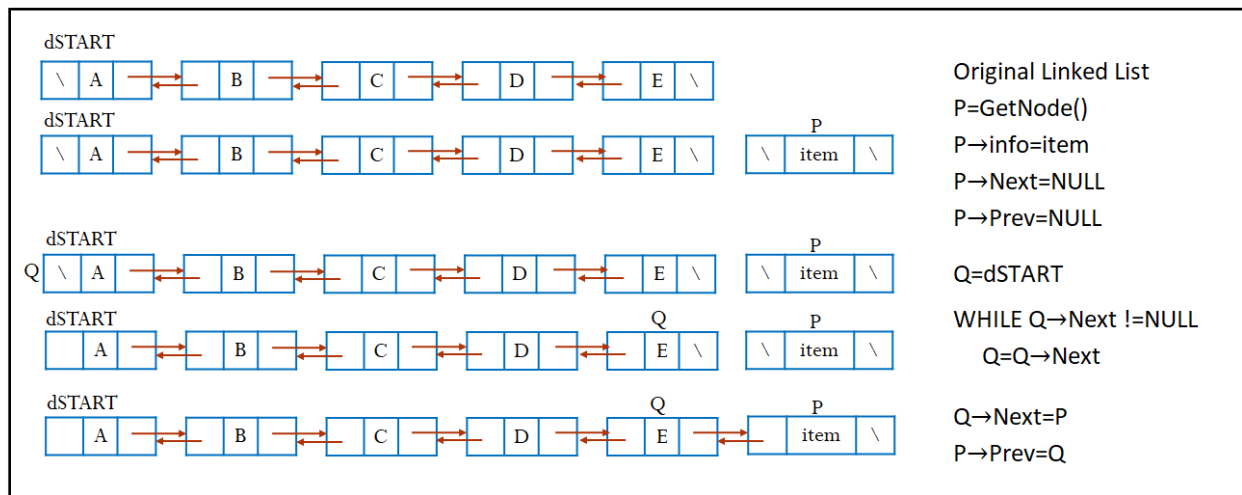 dSTART
\ A B C D E \
Original Linked List
dSTART
P
\ A B C D E \ \ item \
P=GetNode()
P→info=item
P→Next=NULL
P→Prev=NULL
dSTART
P
Q \ A B C D E \ \ item \
Q=dSTART
dSTART
Q
P
A B C D E \ \ item \
WHILE Q→Next !=NULL
Q=Q→Next
dSTART
Q
P
A B C D E item \
Q→Next=P
P→Prev=Q